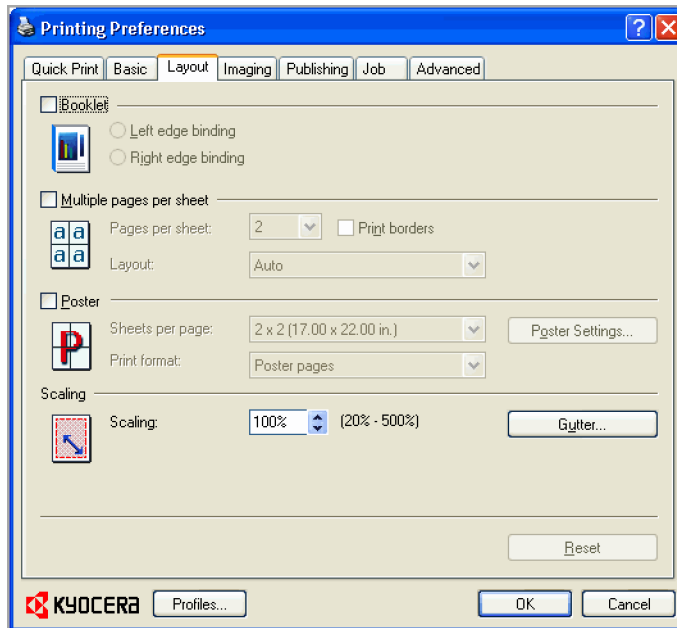 Printing Preferences
Quick Print Basic Layout Imaging Publishing Job Advanced
Booklet
Left edge binding
Right edge binding
Multiple pages per sheet
Pages per sheet: 2 Print borders
Layout: Auto
Poster
Sheets per page: 2 x 2 (17.00 x 22.00 in.) Poster Settings...
Print format: Poster pages
Scaling
Scaling: 100% (20% - 500%) Gutter...
Reset
KYOCERA Profiles... OK Cancel